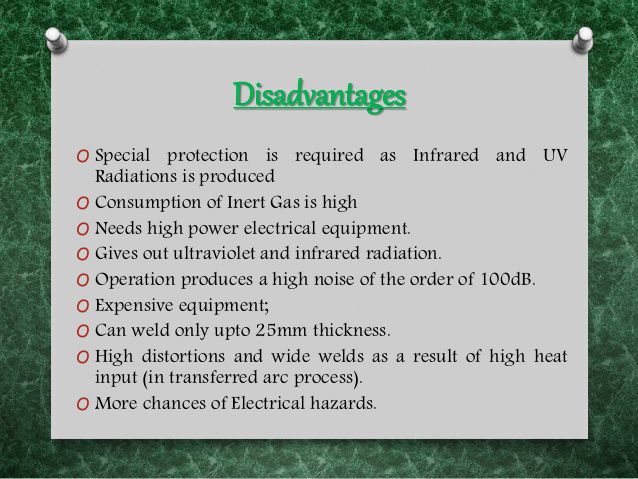 Disadvantages
O Special protection is required as Infrared and UV
Radiations is produced
O Consumption of Inert Gas is high
O Needs high power electrical equipment.
O Gives out ultraviolet and infrared radiation.
O Operation produces a high noise of the order of 100dB.
O Expensive equipment;
O Can weld only upto 25mm thickness.
O High distortions and wide welds as a result of high heat
input (in transferred arc process).
O More chances of Electrical hazards.